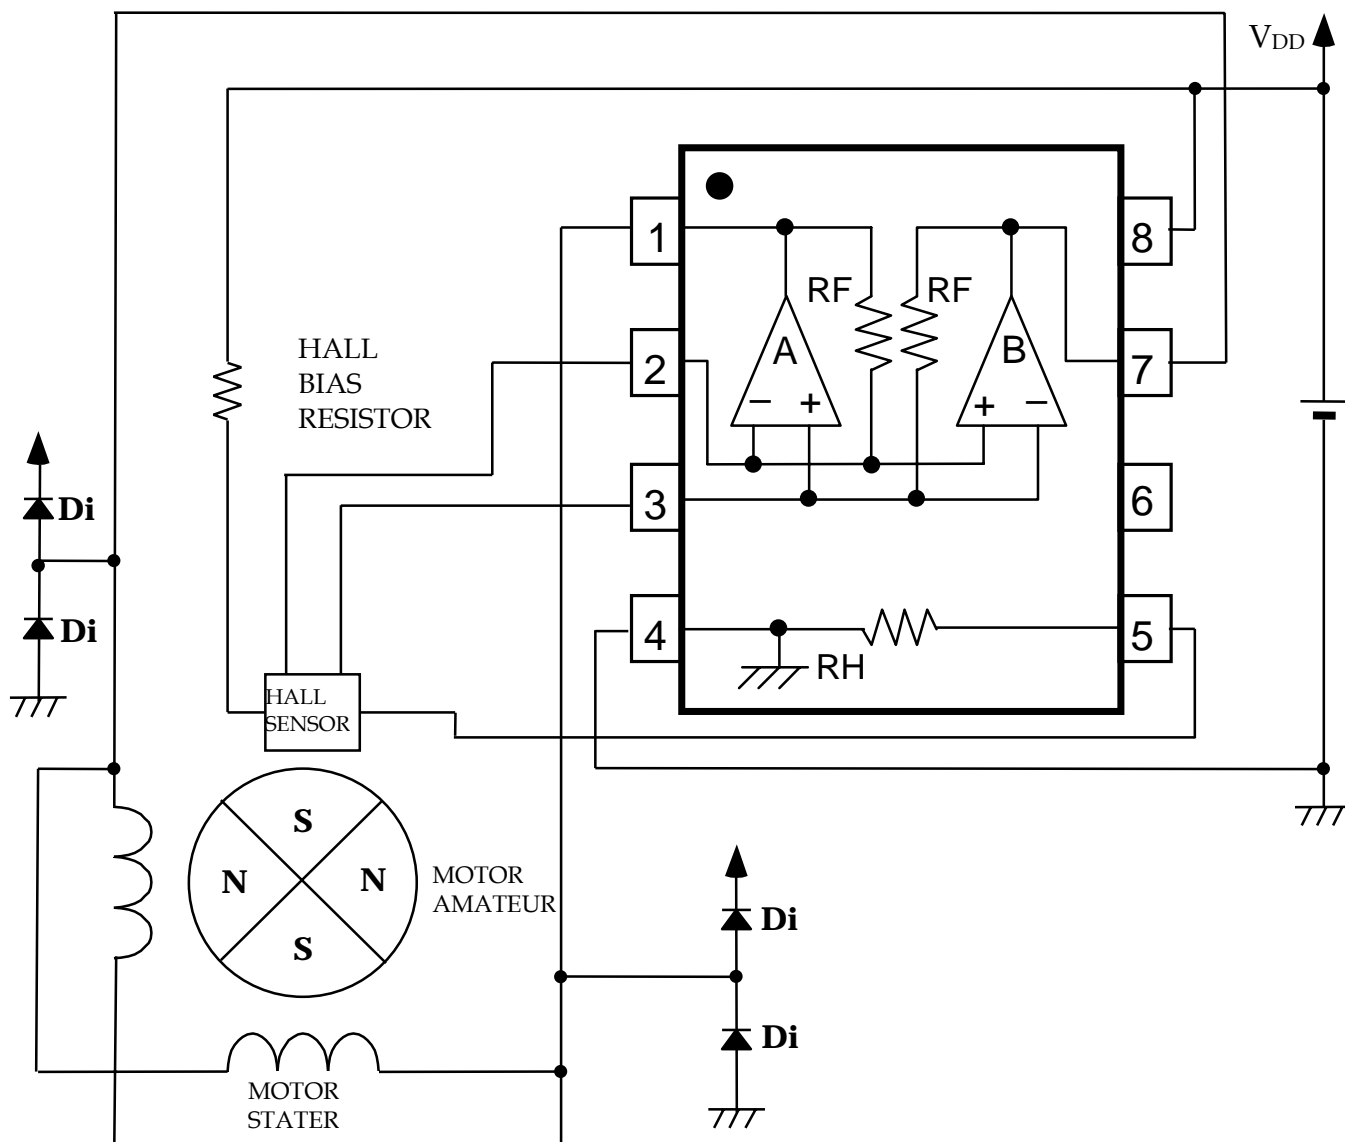 VDD
1
8
RF
RF
A
B
HALL
BIAS
RESISTOR
2
7
− +
+ −
Di
3
6
Di
4
5
RH
HALL
SENSOR
S
N
N
S
MOTOR
AMATEUR
Di
Di
MOTOR
STATER